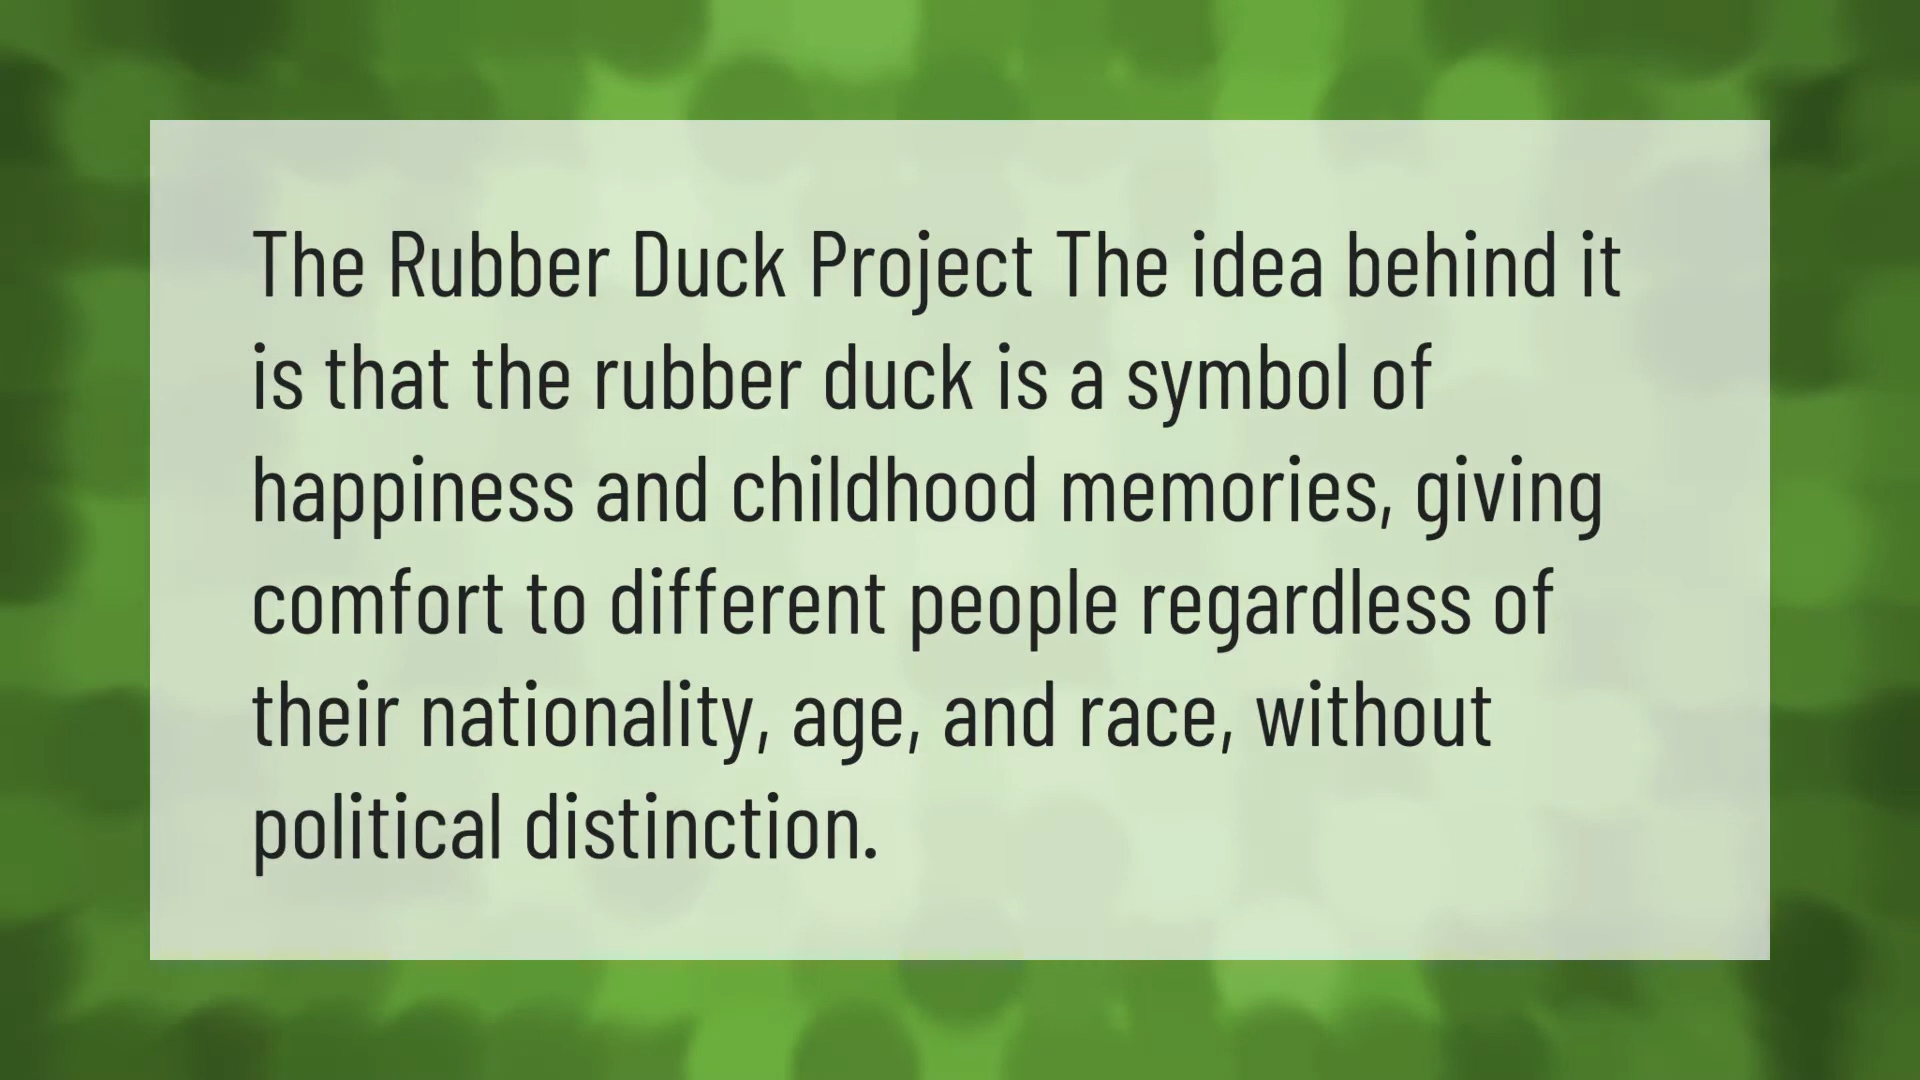 The Rubber Duck Project The idea behind it
is that the rubber duck is a symbol of
happiness and childhood memories, giving
comfort to different people regardless of
their nationality, age, and race, without
political distinction.